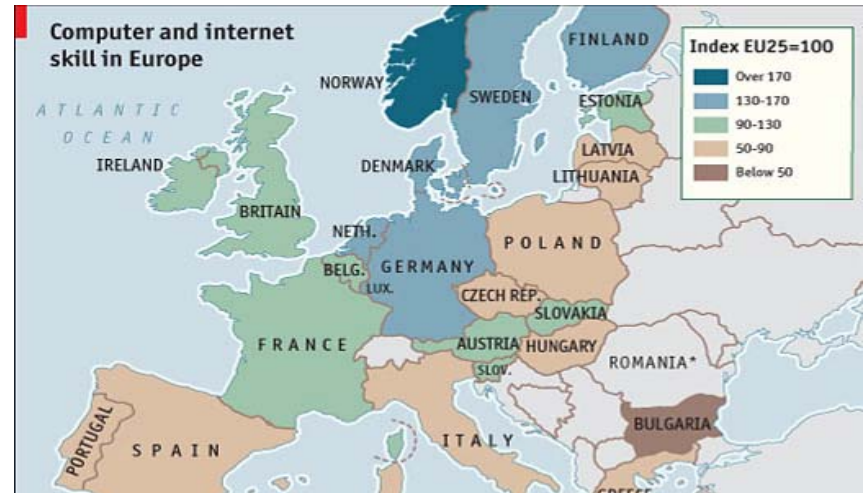 Computer and internet
skill in Europe
Index EU25=100
Over 170
130-170
90-130
50-90
Below 50
ATLANTIC
OCEAN
NORWAY
SWEDEN
FINLAND
ESTONIA
LATVIA
LITHUANIA
IRELAND
BRITAIN
DENMARK
NETH.
BELG.
LUX.
GERMANY
POLAND
CZECH REP.
SLOVAKIA
FRANCE
AUSTRIA
HUNGARY
SLOV.
ROMANIA*
BULGARIA
PORTUGAL
SPAIN
ITALY
GREECE